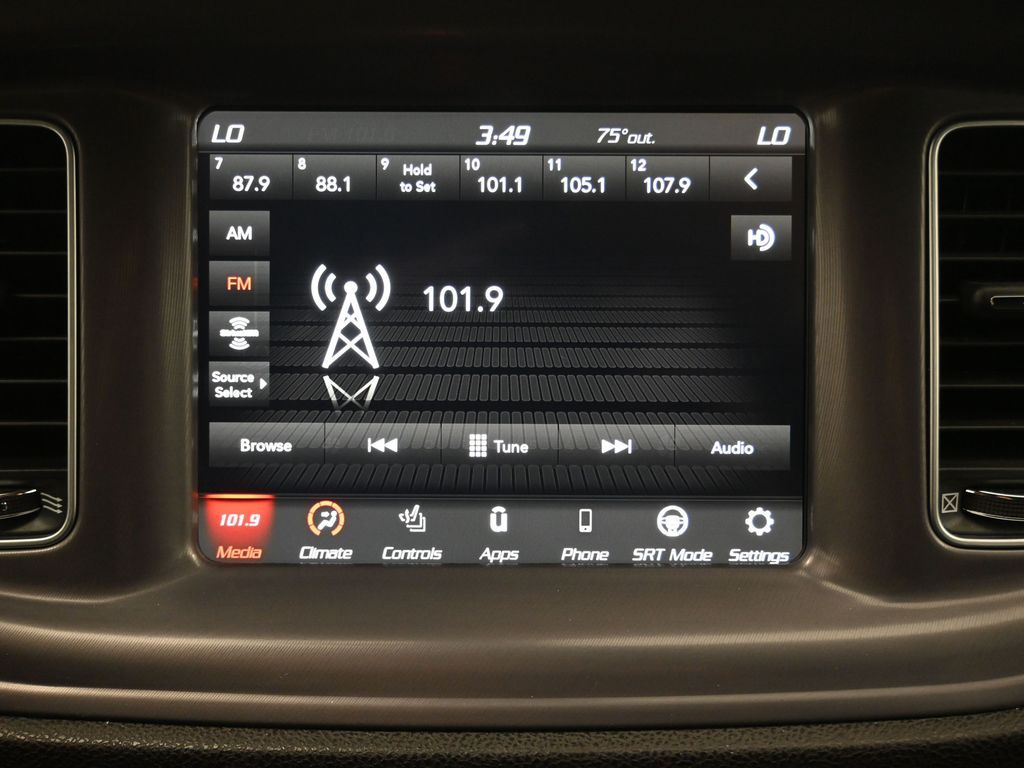 LO 3:49 75° out. LO
7 87.9 8 88.1 9 Hold to Set 10 101.1 11 105.1 12 107.9
AM
HD
FM
101.9
Source
Select
Browse Tune Audio
101.9
Media Climate Controls Apps Phone SRT Mode Settings